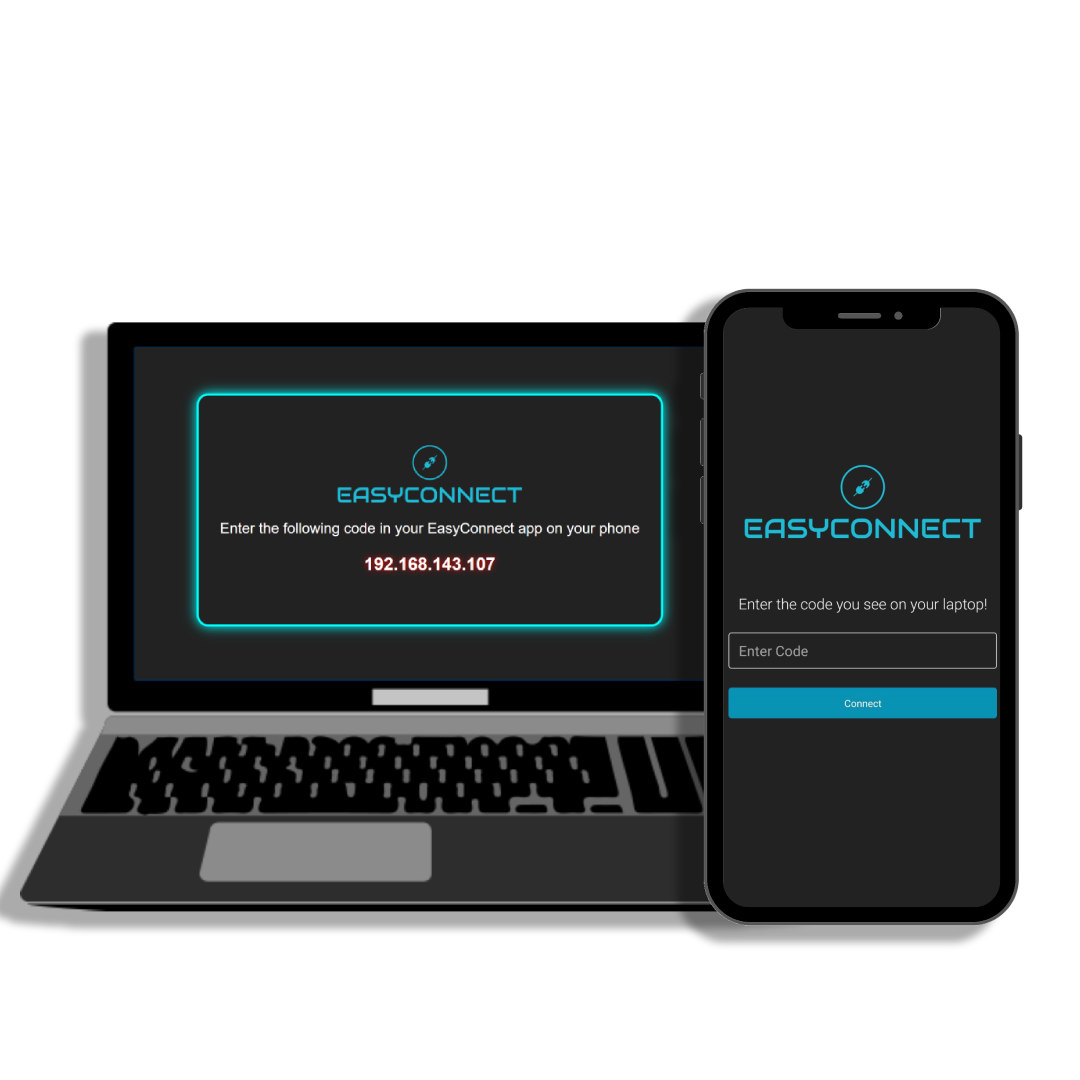 EASYCONNECT
Enter the following code in your EasyConnect app on your phone
192.168.143.107
EASYCONNECT
Enter the code you see on your laptop!
Enter Code
Connect